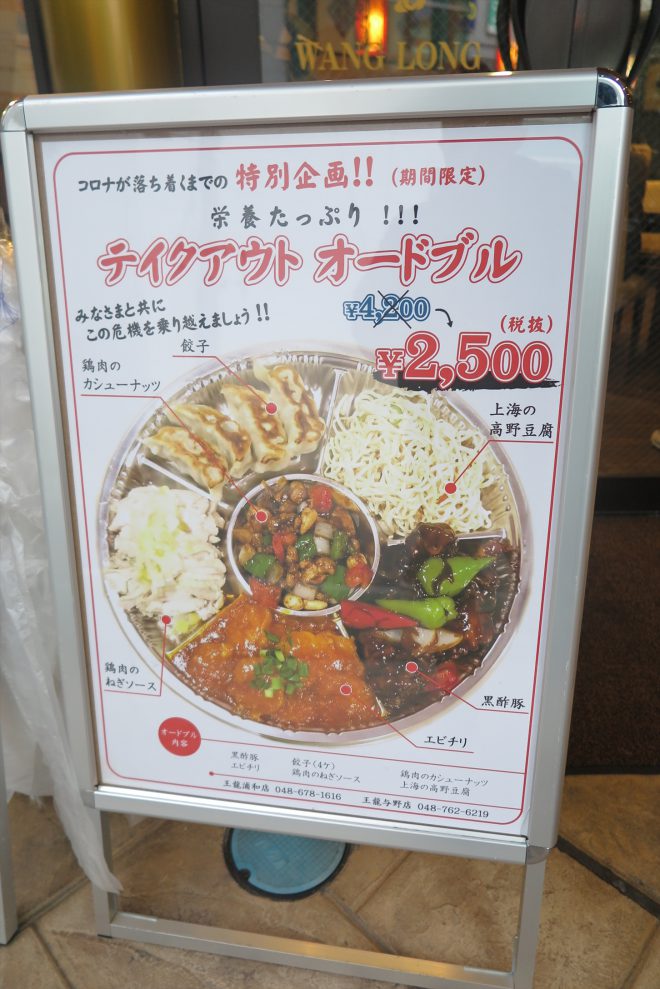 WANG LONG
コロナが落ち着くまでの 特別企画!! (期間限定)
栄養たっぷり !!!
テイクアウト オードブル
みなさまと共に
この危機を乗り越えましょう!!
¥4,200
(税抜)
¥2,500
餃子
鶏肉の
カシューナッツ
上海の
高野豆腐
鶏肉の
ねぎソース
黒酢豚
エビチリ
オードブル
内容
黒酢豚 餃子(4ケ) 鶏肉のカシューナッツ
エビチリ 鶏肉のねぎソース 上海の高野豆腐
王龍浦和店 048-678-1616 王龍与野店 048-762-6219